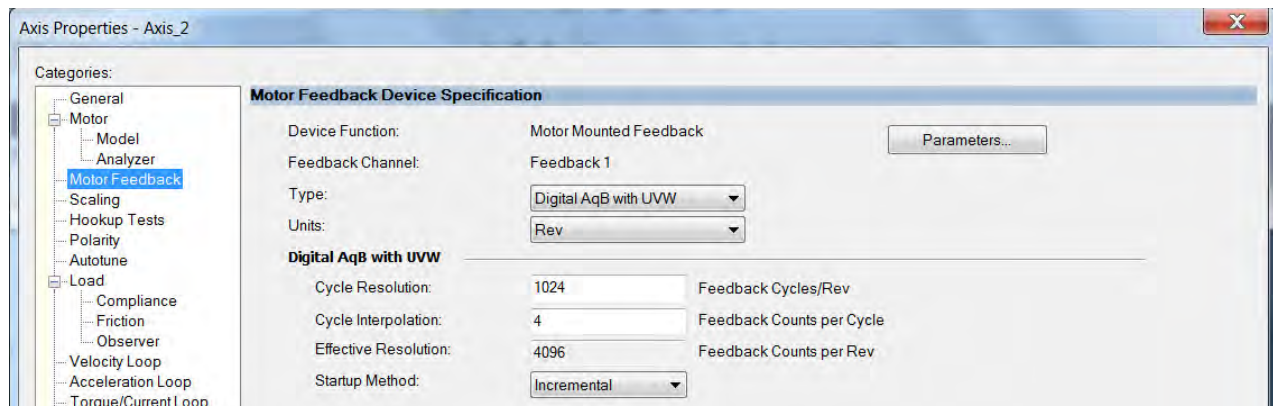 Axis Properties - Axis_2
X
Categories:
General
Motor
Model
Analyzer
Motor Feedback
Scaling
Hookup Tests
Polarity
Autotune
Load
Compliance
Friction
Observer
Velocity Loop
Acceleration Loop
Torque/Current Loop
Motor Feedback Device Specification
Device Function: Motor Mounted Feedback Parameters...
Feedback Channel: Feedback 1
Type: Digital AqB with UVW
Units: Rev
Digital AqB with UVW
Cycle Resolution: 1024 Feedback Cycles/Rev
Cycle Interpolation: 4 Feedback Counts per Cycle
Effective Resolution: 4096 Feedback Counts per Rev
Startup Method: Incremental